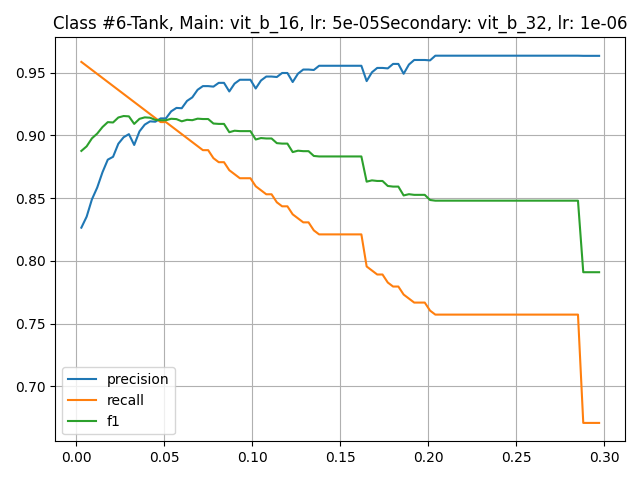 Class #6-Tank, Main: vit_b_16, lr: 5e-05Secondary: vit_b_32, lr: 1e-06
0.95
0.90
0.85
0.80
0.75
0.70
precision
recall
f1
0.00 0.05 0.10 0.15 0.20 0.25 0.30